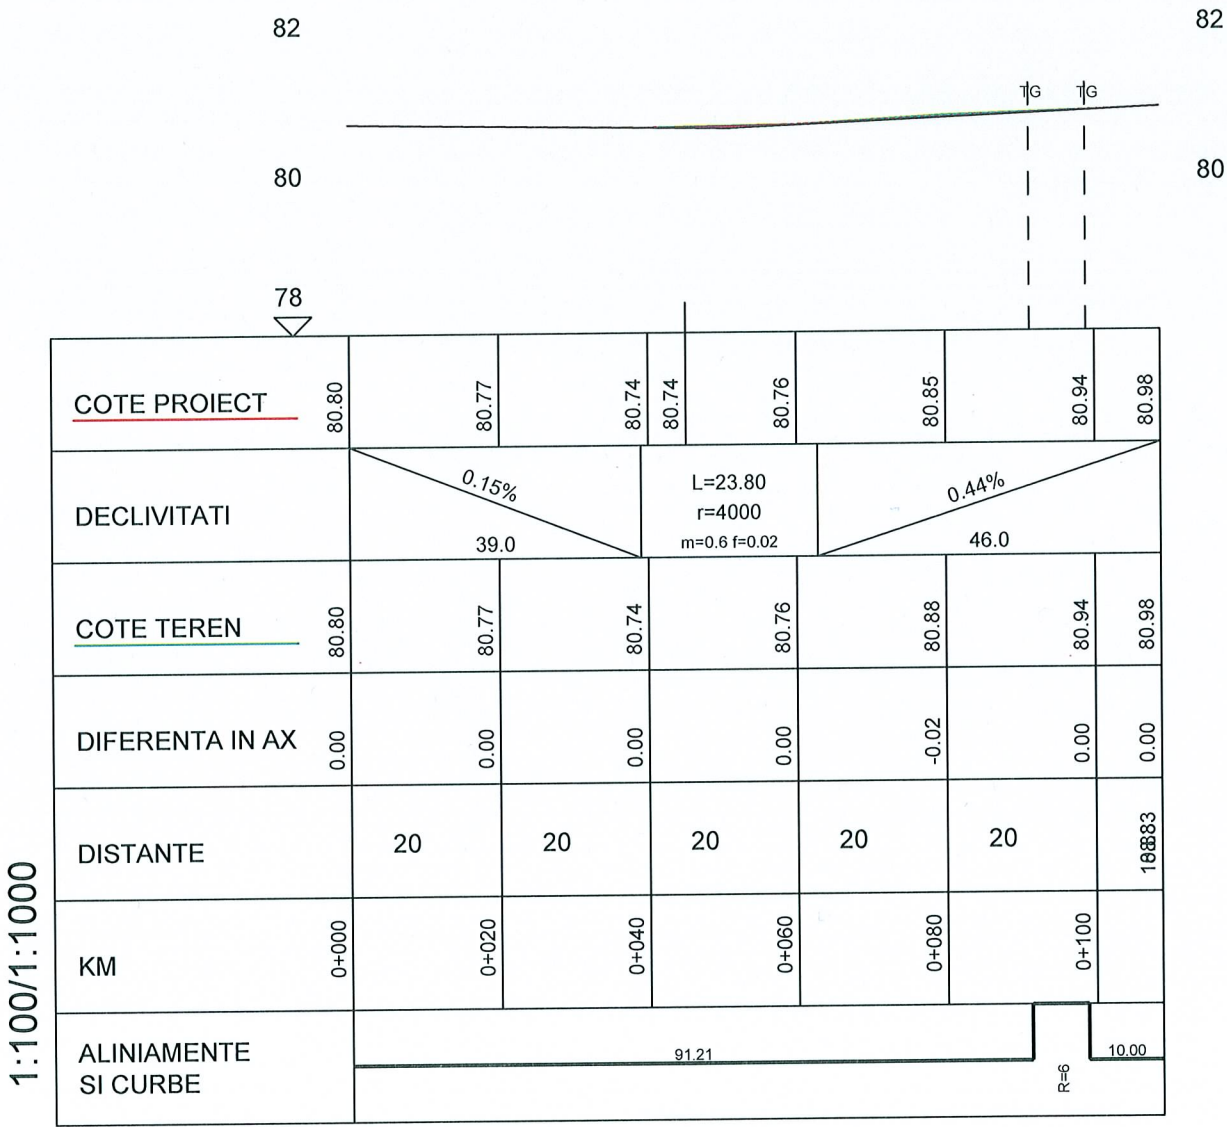 82
82
TG TG
80
80
78
COTE PROIECT 80.80 80.77 80.74 80.74 80.76 80.85 80.94 80.98
DECLIVITATI 0.15% 39.0 L=23.80 0.44% 46.0
r=4000
m=0.6 f=0.02
COTE TEREN 80.80 80.77 80.74 80.76 80.88 80.94 80.98
DIFERENTA IN AX 0.00 0.00 0.00 0.00 -0.02 0.00 0.00
DISTANTE 20 20 20 20 20
KM 0+000 0+020 0+040 0+060 0+080 0+100
ALINIAMENTE
SI CURBE 91.21 R=6 10.00
1:100/1:1000